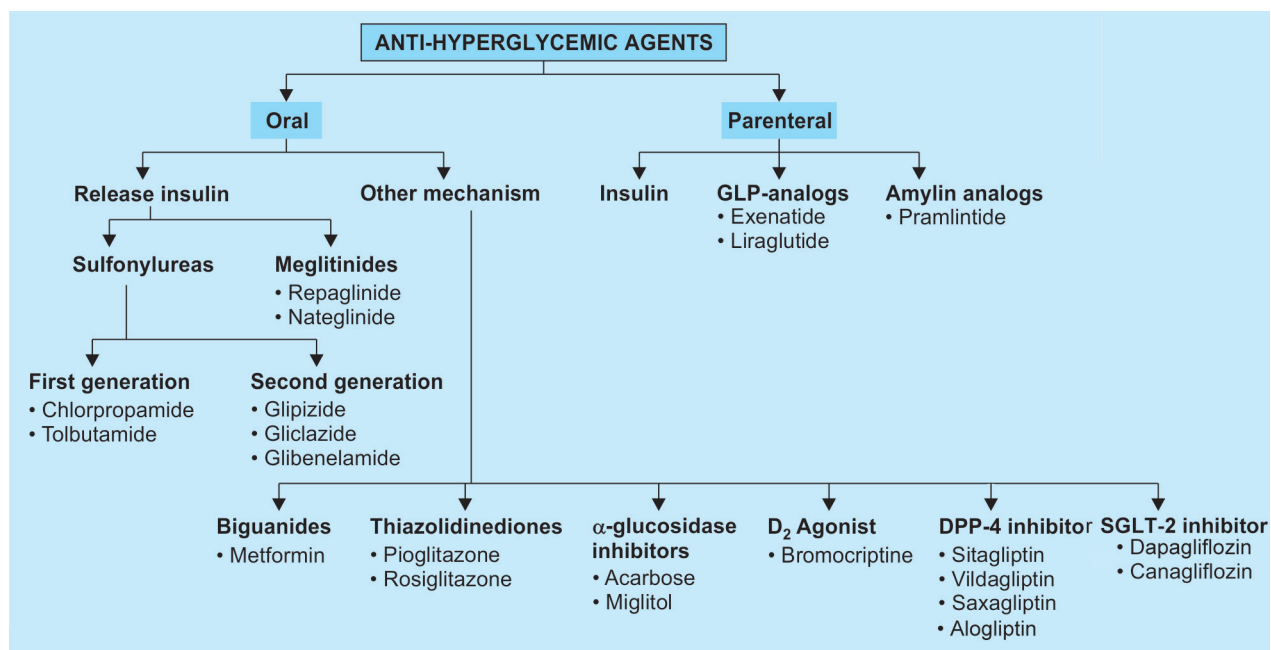 ANTI-HYPERGLYCEMIC AGENTS
Oral
Parenteral
Release insulin
Other mechanism
Insulin
GLP-analogs
• Exenatide
• Liraglutide
Amylin analogs
• Pramlintide
Sulfonylureas
Meglitinides
• Repaglinide
• Nateglinide
First generation
• Chlorpropamide
• Tolbutamide
Second generation
• Glipizide
• Gliclazide
• Glibenelamide
Biguanides
• Metformin
Thiazolidinediones
• Pioglitazone
• Rosiglitazone
α-glucosidase
inhibitors
• Acarbose
• Miglitol
D₂ Agonist
• Bromocriptine
DPP-4 inhibitor
• Sitagliptin
• Vildagliptin
• Saxagliptin
• Alogliptin
SGLT-2 inhibitor
• Dapagliflozin
• Canagliflozin